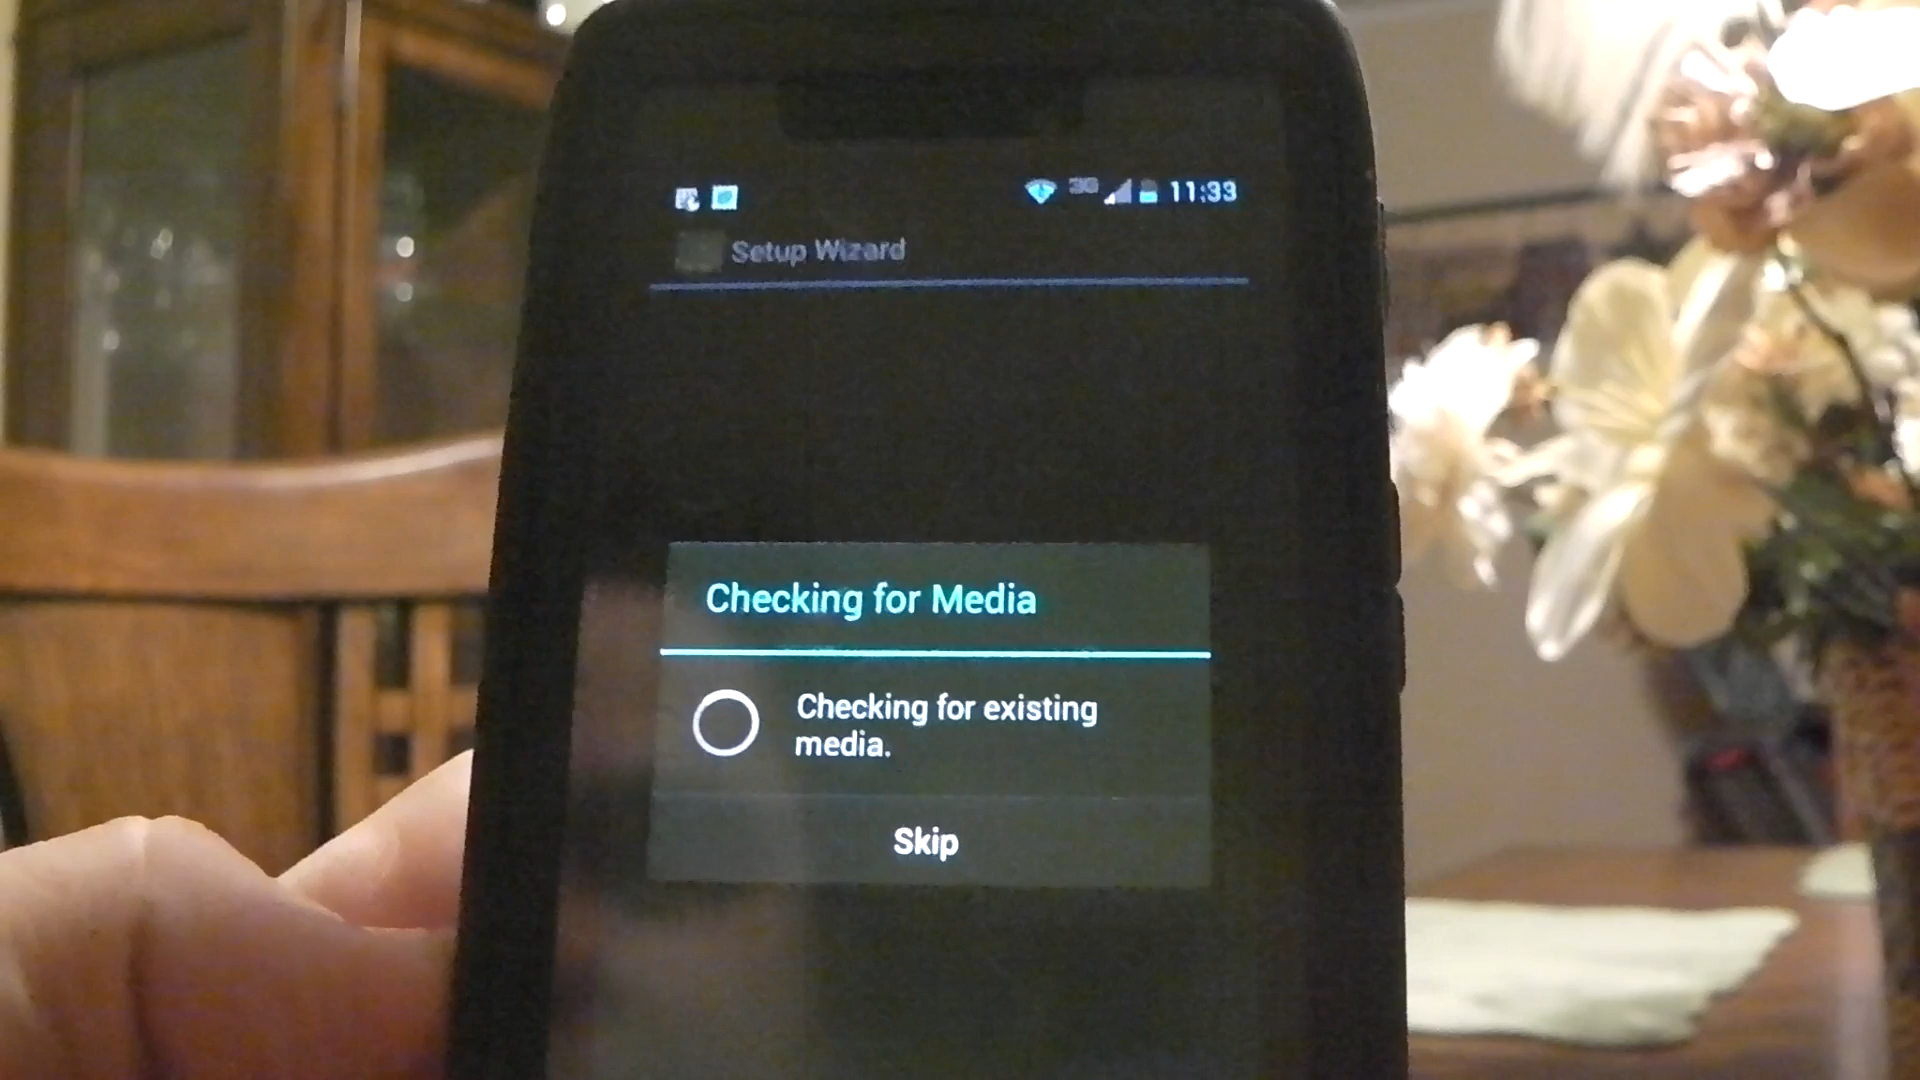 3G 11:33
Setup Wizard
Checking for Media
Checking for existing
media.
Skip